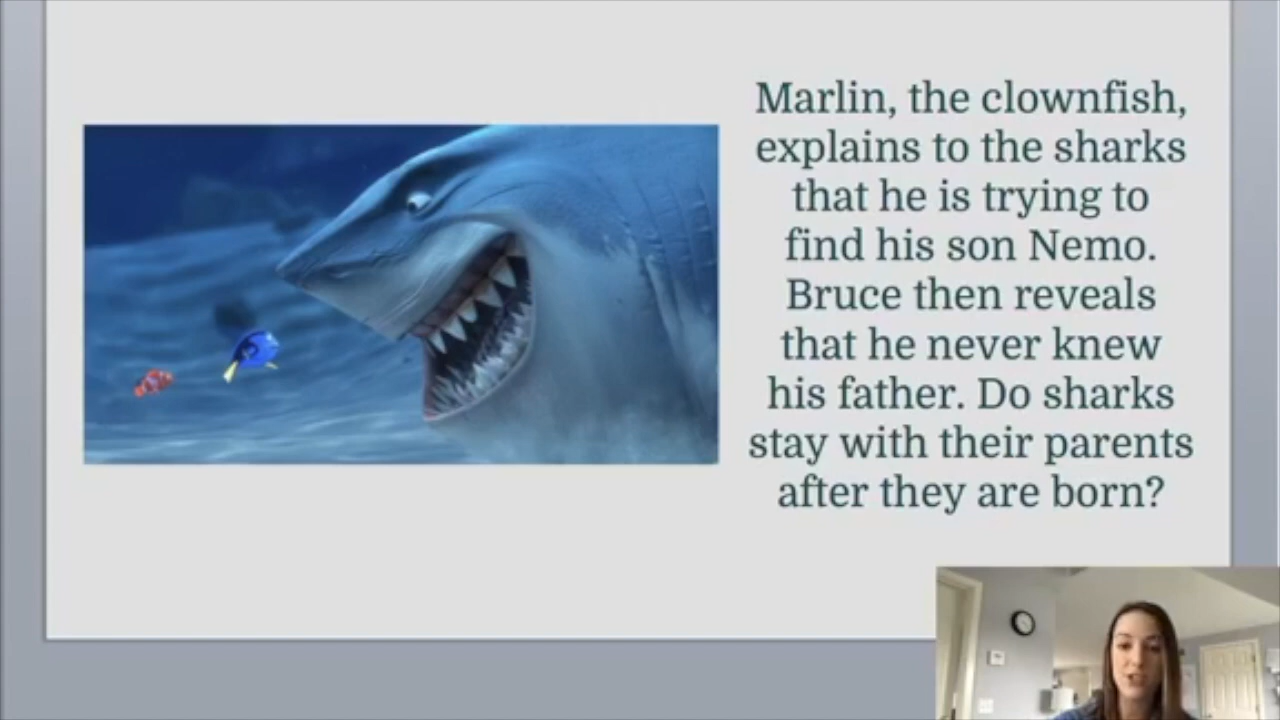 Marlin, the clownfish,
explains to the sharks
that he is trying to
find his son Nemo.
Bruce then reveals
that he never knew
his father. Do sharks
stay with their parents
after they are born?